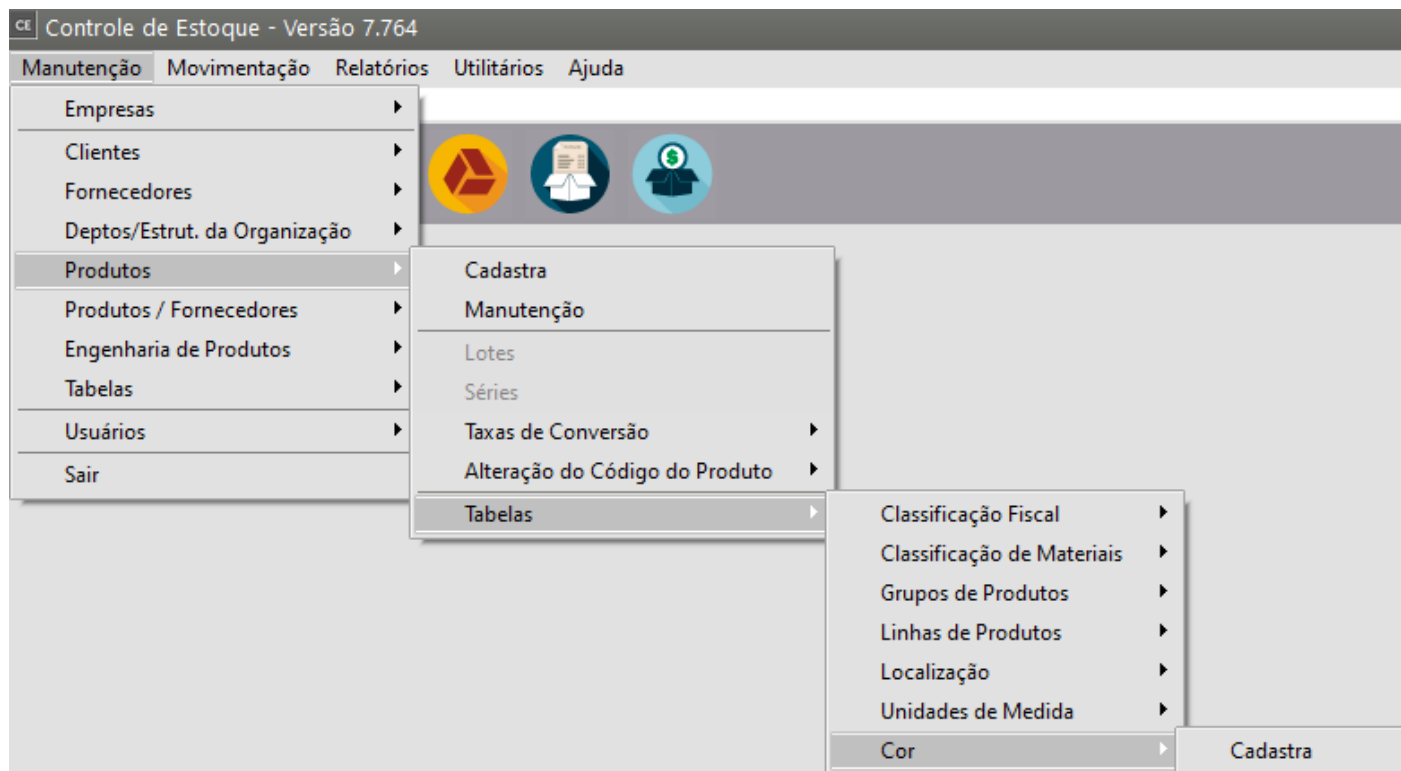 CE Controle de Estoque - Versão 7.764
Manutenção Movimentação Relatórios Utilitários Ajuda
Empresas
Clientes
Fornecedores
Deptos/Estrut. da Organização
Produtos
Produtos / Fornecedores
Engenharia de Produtos
Tabelas
Usuários
Sair
Cadastra
Manutenção
Lotes
Séries
Taxas de Conversão
Alteração do Código do Produto
Tabelas
Classificação Fiscal
Classificação de Materiais
Grupos de Produtos
Linhas de Produtos
Localização
Unidades de Medida
Cor
Cadastra